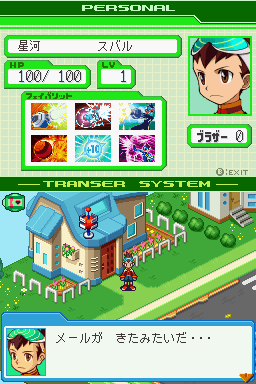 PERSONAL
星河 スバル
HP
100/ 100
LV
1
フェイバリット
+10
ブラザー 0
B:EXIT
TRANSER SYSTEM
メールが きたみたいだ・・・